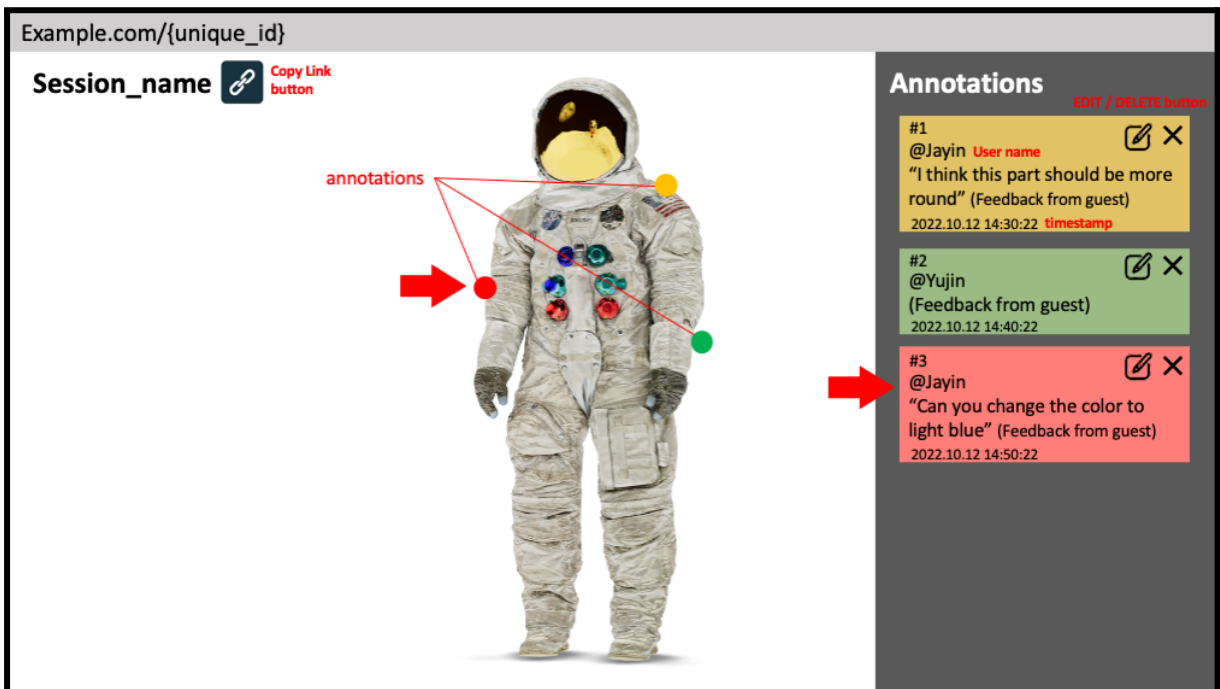 Example.com/{unique_id}
Session_name
Copy Link
button
annotations
Annotations
EDIT / DELETE button
#1
@Jayin User name
“I think this part should be more
round” (Feedback from guest)
2022.10.12 14:30:22 timestamp
#2
@Yujin
(Feedback from guest)
2022.10.12 14:40:22
#3
@Jayin
“Can you change the color to
light blue” (Feedback from guest)
2022.10.12 14:50:22